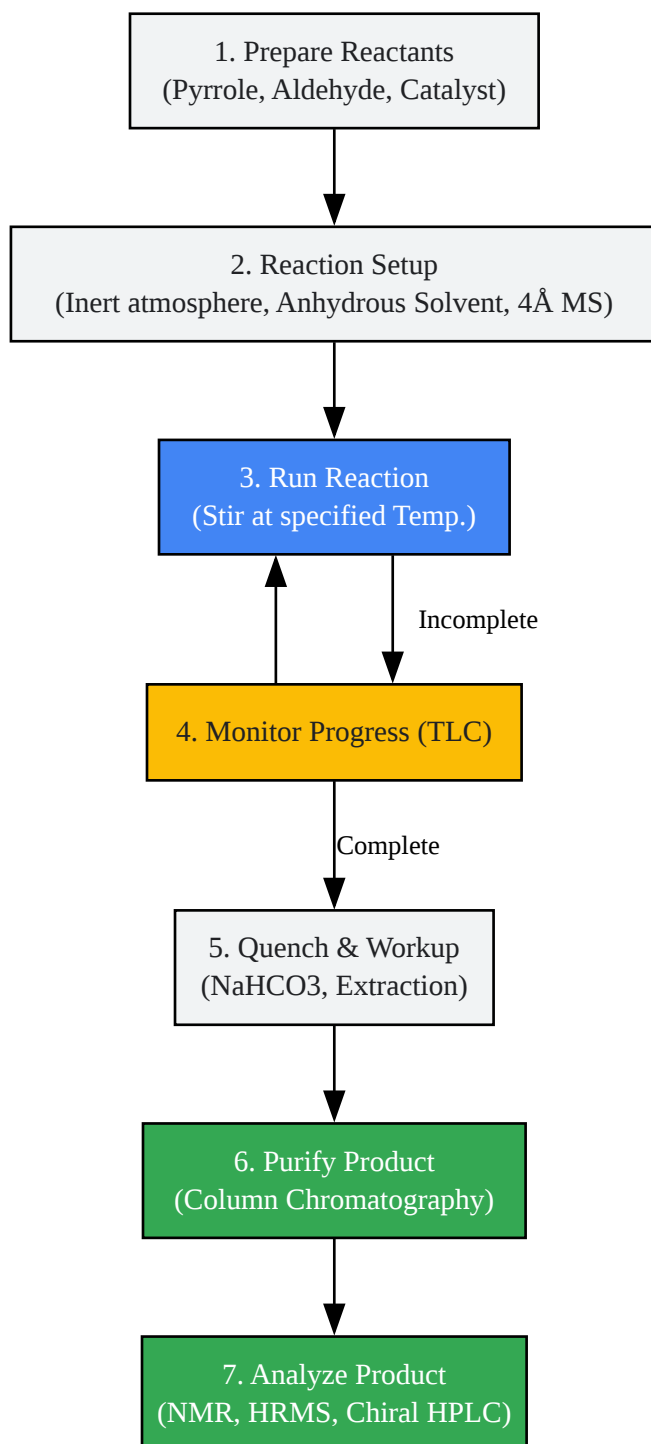 1. Prepare Reactants
(Pyrrole, Aldehyde, Catalyst)
2. Reaction Setup
(Inert atmosphere, Anhydrous Solvent, 4Å MS)
3. Run Reaction
(Stir at specified Temp.)
Incomplete
4. Monitor Progress (TLC)
Complete
5. Quench & Workup
(NaHCO3, Extraction)
6. Purify Product
(Column Chromatography)
7. Analyze Product
(NMR, HRMS, Chiral HPLC)